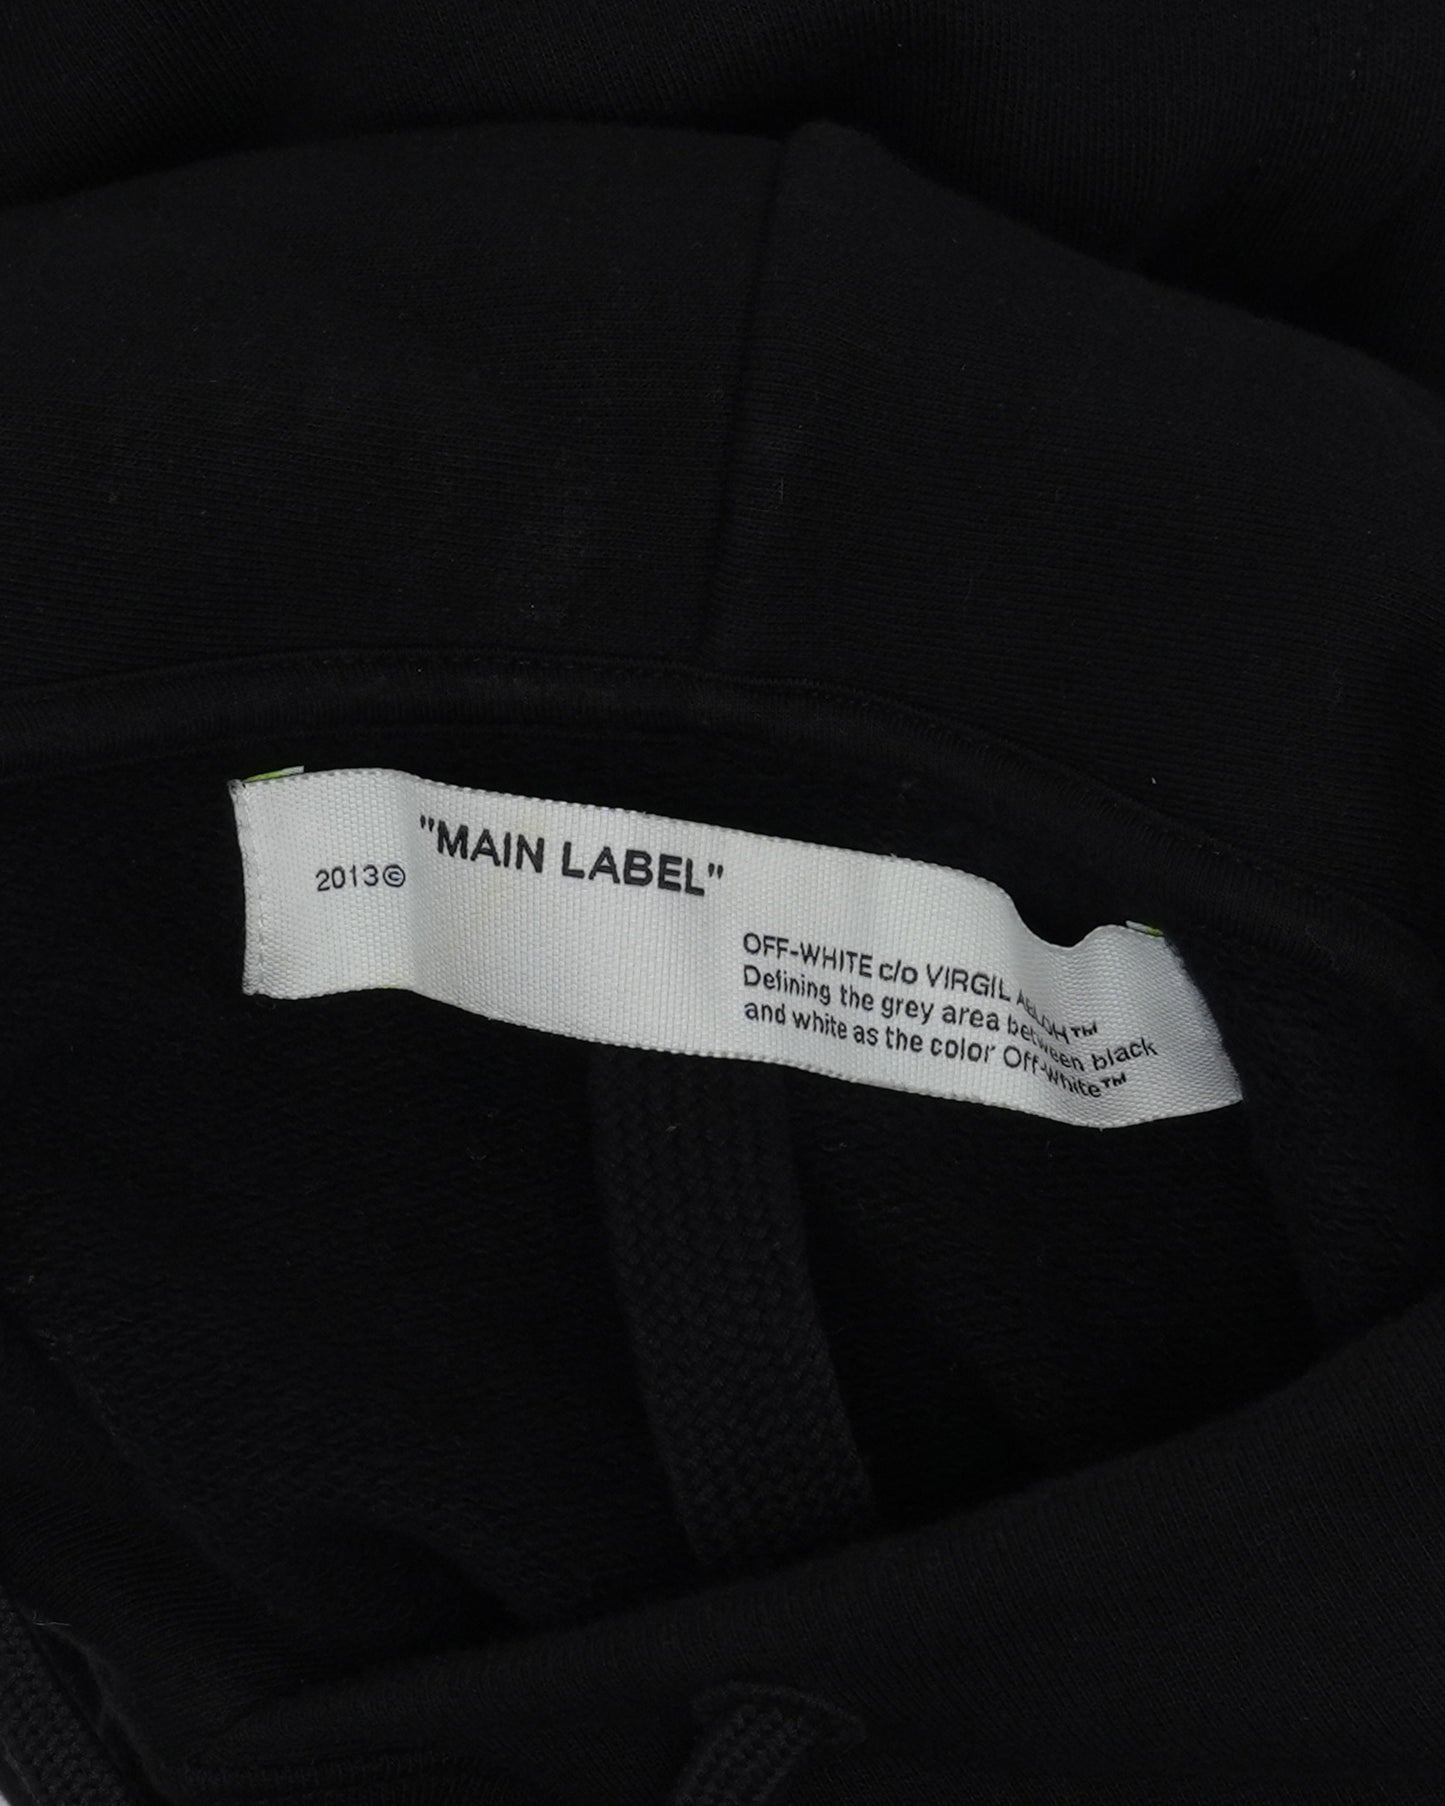 "MAIN LABEL"
2013©
OFF-WHITE c/o VIRGIL ABLOH™
Defining the grey area between black
and white as the color Off-White™